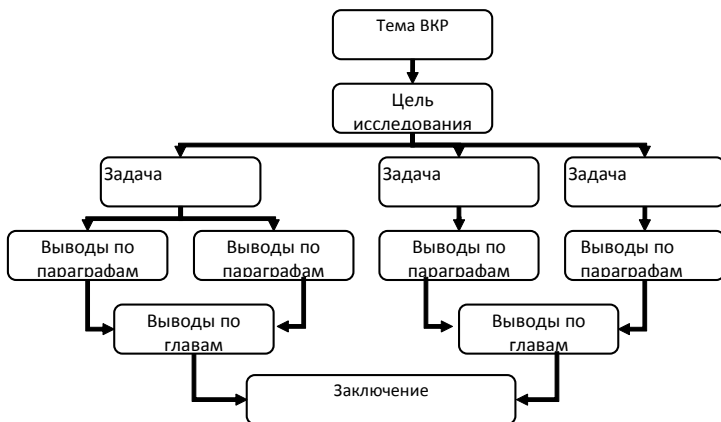 Тема ВКР
Цель
исследования
Задача
Задача
Задача
Выводы по
параграфам
Выводы по
параграфам
Выводы по
параграфам
Выводы по
параграфам
Выводы по
главам
Выводы по
главам
Заключение